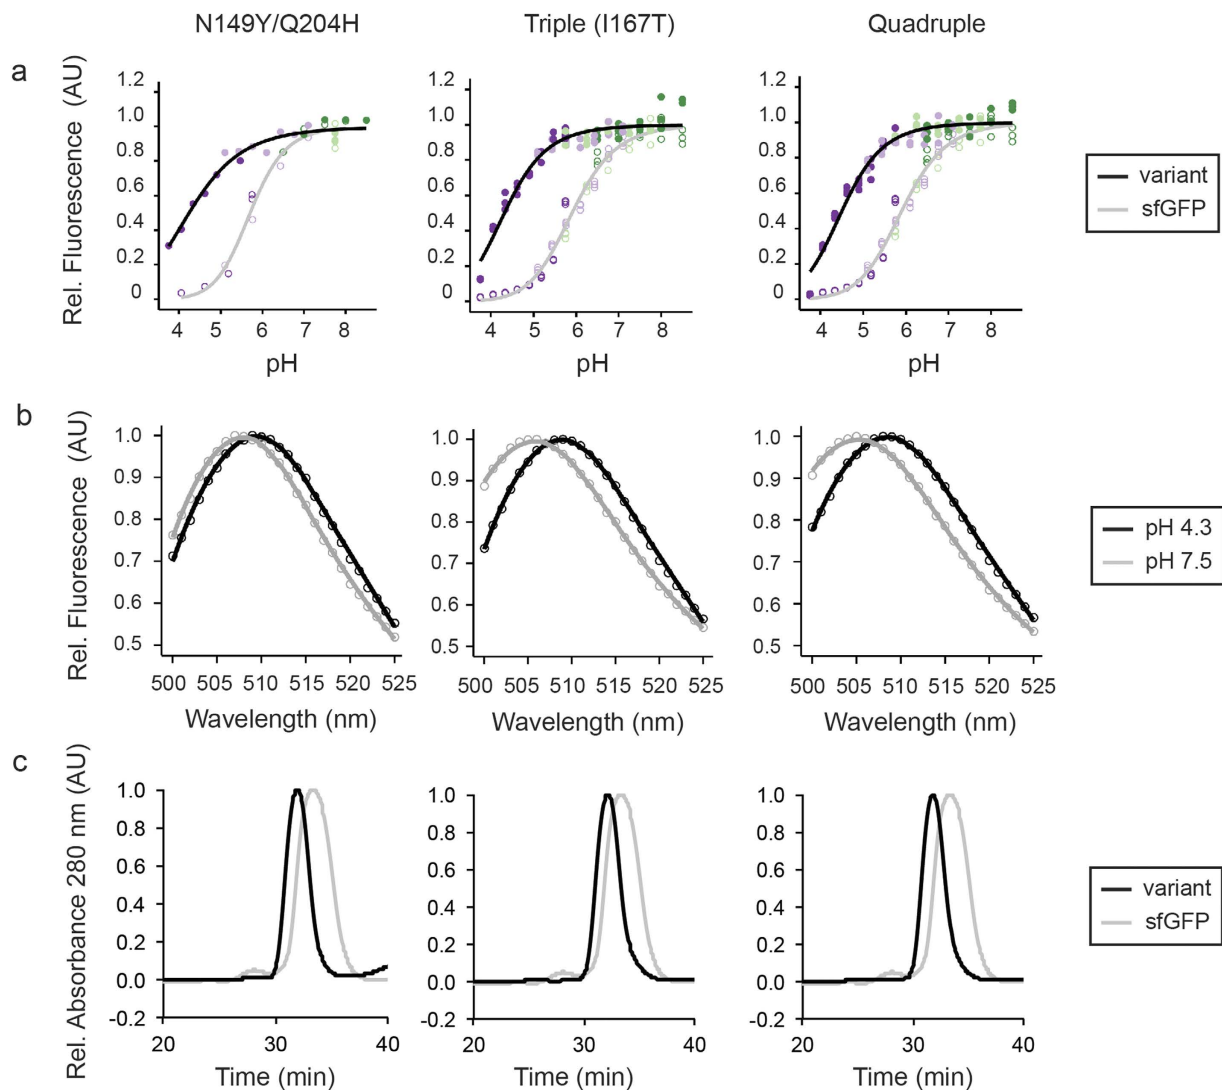 N149Y/Q204H Triple (I167T) Quadruple
a
Rel. Fluorescence (AU)
1.2 1.2 1.2
1.0 1.0 1.0
0.8 0.8 0.8
0.6 0.6 0.6
0.4 0.4 0.4
0.2 0.2 0.2
0 0 0
4 5 6 7 8 4 5 6 7 8 4 5 6 7 8
pH pH pH
variant
sfGFP
b
Rel. Fluorescence (AU)
1.0 1.0 1.0
0.9 0.9 0.9
0.8 0.8 0.8
0.7 0.7 0.7
0.6 0.6 0.6
0.5 0.5 0.5
500 505 510 515 520 525 500 505 510 515 520 525 500 505 510 515 520 525
Wavelength (nm) Wavelength (nm) Wavelength (nm)
pH 4.3
pH 7.5
c
Rel. Absorbance 280 nm (AU)
1.0 1.0 1.0
0.8 0.8 0.8
0.6 0.6 0.6
0.4 0.4 0.4
0.2 0.2 0.2
0.0 0.0 0.0
-0.2 -0.2 -0.2
20 30 40 20 30 40 20 30 40
Time (min) Time (min) Time (min)
variant
sfGFP